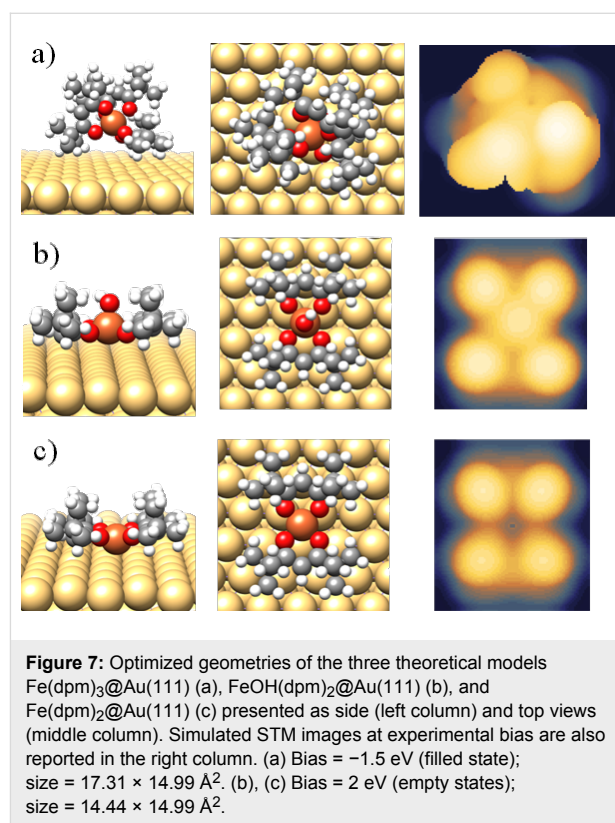 a)
b)
c)
Figure 7: Optimized geometries of the three theoretical models
Fe(dpm)₃@Au(111) (a), FeOH(dpm)₂@Au(111) (b), and
Fe(dpm)₂@Au(111) (c) presented as side (left column) and top views
(middle column). Simulated STM images at experimental bias are also
reported in the right column. (a) Bias = −1.5 eV (filled state);
size = 17.31 × 14.99 Å². (b), (c) Bias = 2 eV (empty states);
size = 14.44 × 14.99 Å².